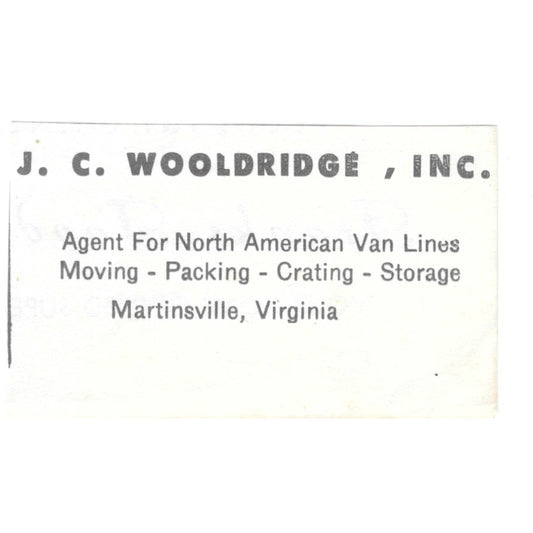 J. C. WOOLDRIDGE , INC.
Agent For North American Van Lines
Moving - Packing - Crating - Storage
Martinsville, Virginia